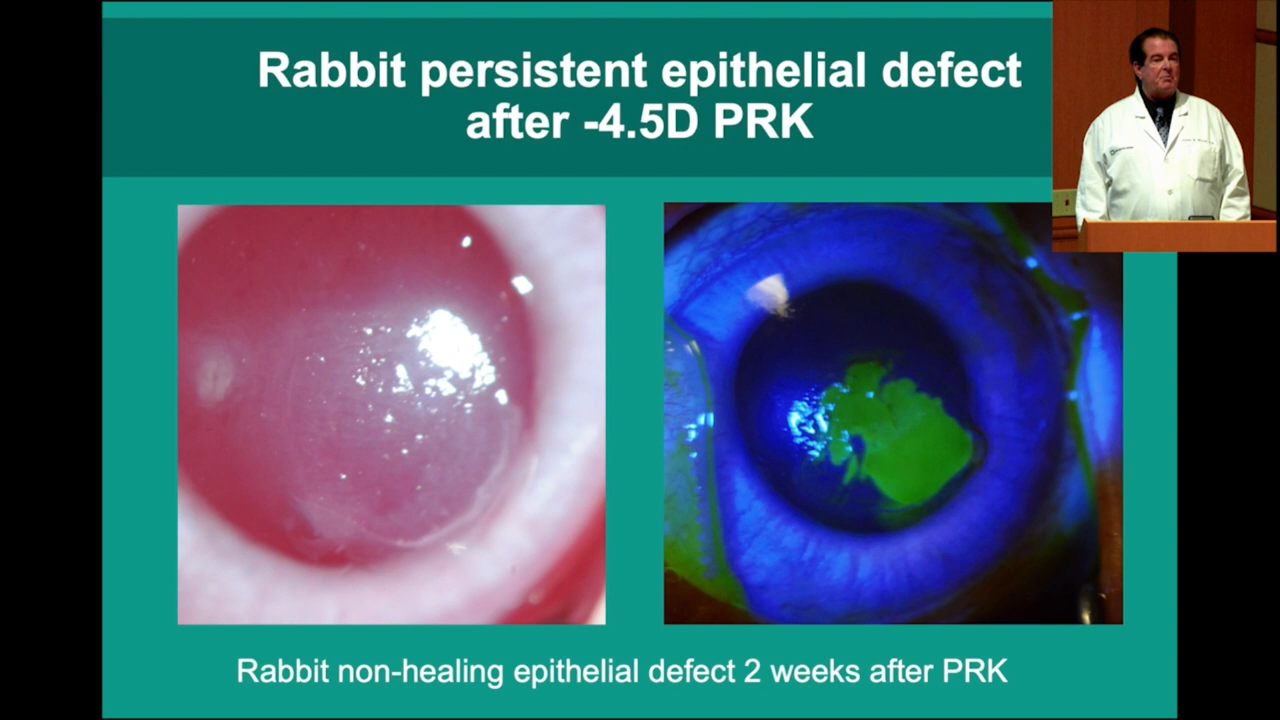 Rabbit persistent epithelial defect
after -4.5D PRK
Rabbit non-healing epithelial defect 2 weeks after PRK